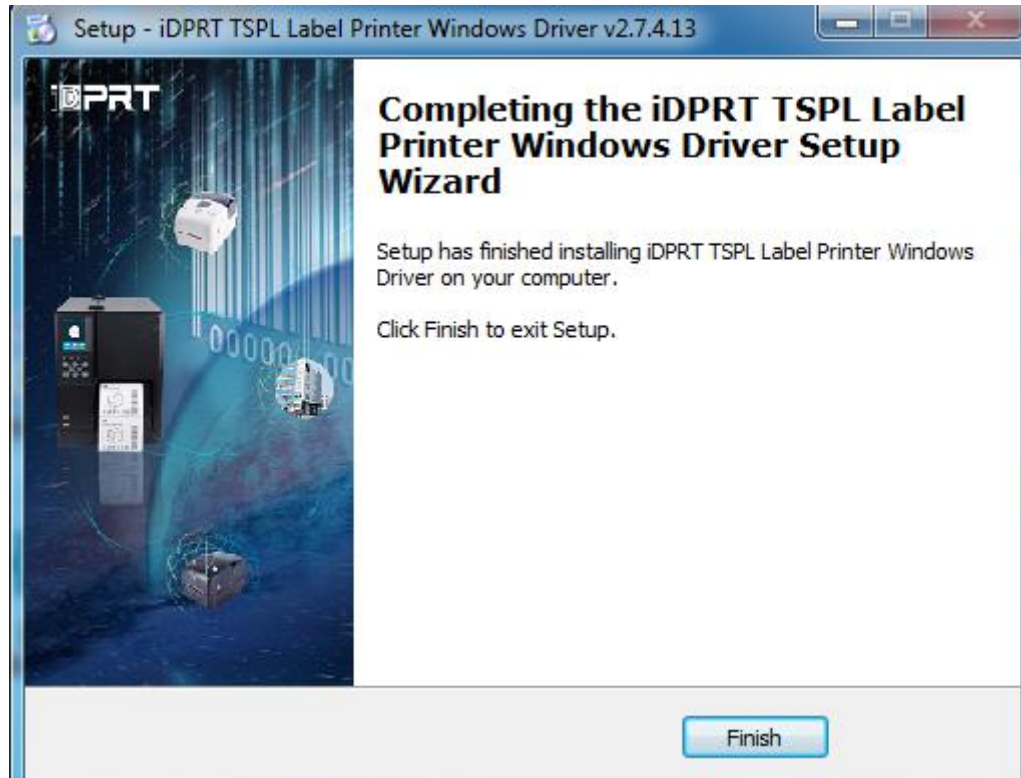 Setup - iDPRT TSPL Label Printer Windows Driver v2.7.4.13
iDPRT
Completing the iDPRT TSPL Label
Printer Windows Driver Setup
Wizard
Setup has finished installing iDPRT TSPL Label Printer Windows
Driver on your computer.
Click Finish to exit Setup.
Finish